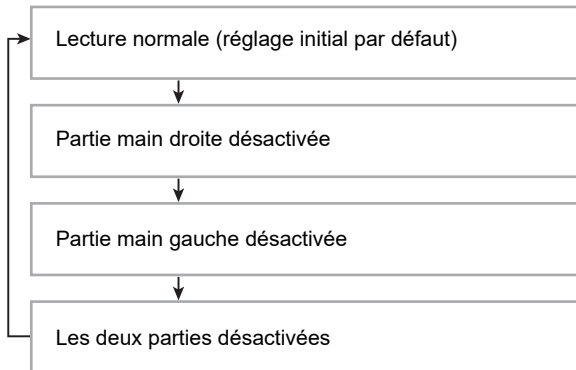 Lecture normale (réglage initial par défaut)
Partie main droite désactivée
Partie main gauche désactivée
Les deux parties désactivées